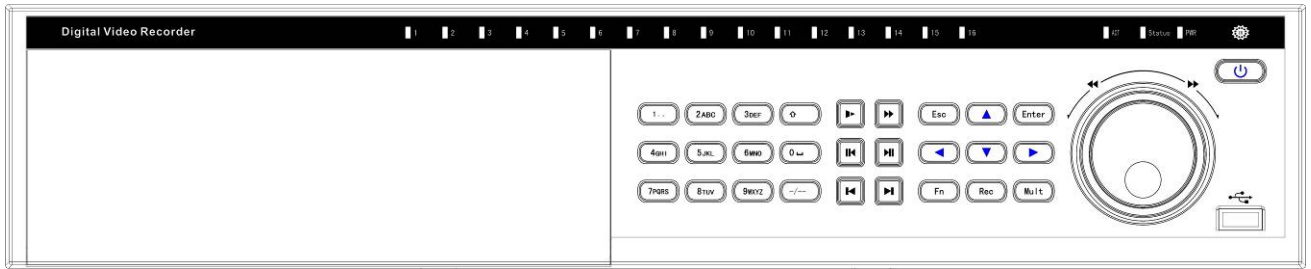 Digital Video Recorder 1 2 3 4 5 6 7 8 9 10 11 12 13 14 15 16 Status PWR
1.. 2ABC 3DEF Esc Enter
4GHI 5JKL 6MNO 0
7PQRS 8TUV 9WXYZ -/-- Fn Rec Mult